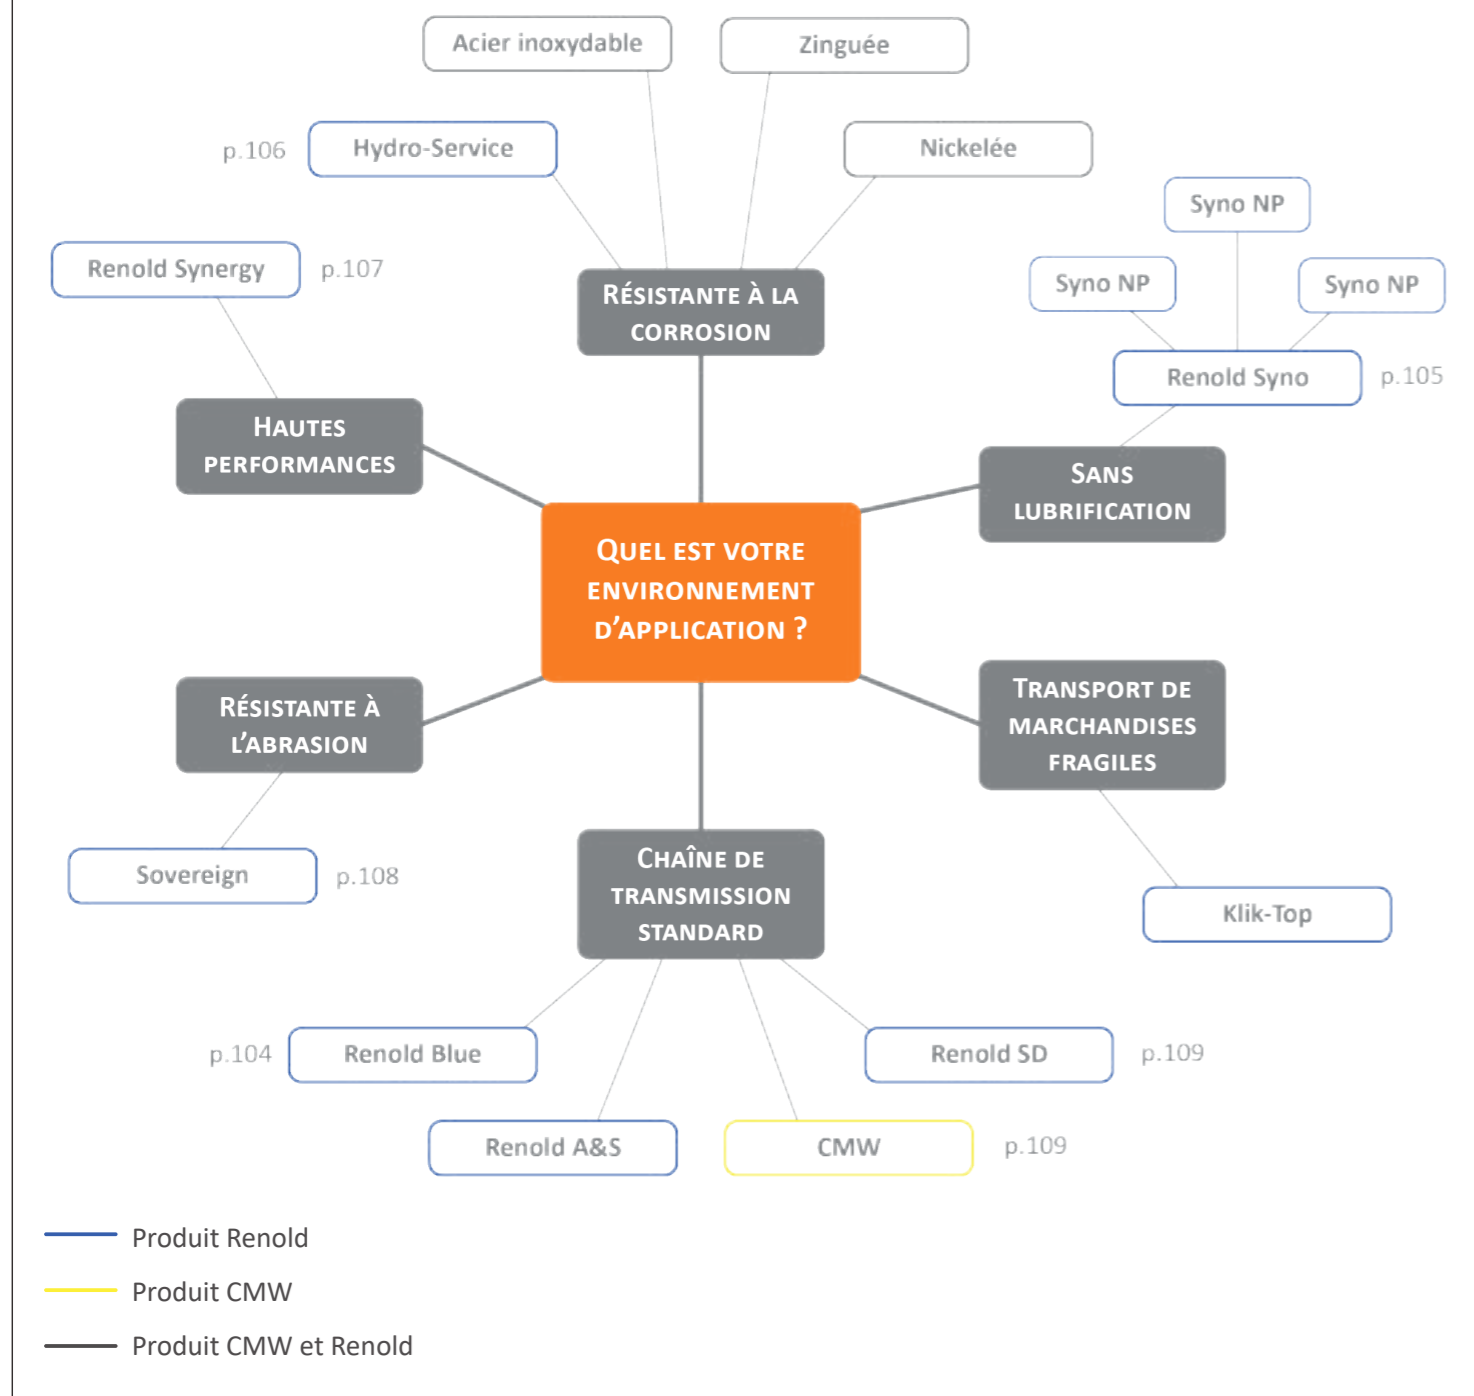 Acier inoxydable
Zinguée
p.106
Hydro-Service
Nickelée
Syno NP
Renold Synergy
p.107
Syno NP
Syno NP
RÉSISTANTE À LA
CORROSION
Renold Syno
p.105
HAUTES
PERFORMANCES
SANS
LUBRIFICATION
QUEL EST VOTRE
ENVIRONNEMENT
D’APPLICATION ?
RÉSISTANTE À
L’ABRASION
TRANSPORT DE
MARCHANDISES
FRAGILES
Sovereign
p.108
CHAÎNE DE
TRANSMISSION
STANDARD
Klik-Top
p.104
Renold Blue
Renold SD
p.109
Renold A&S
CMW
p.109
Produit Renold
Produit CMW
Produit CMW et Renold